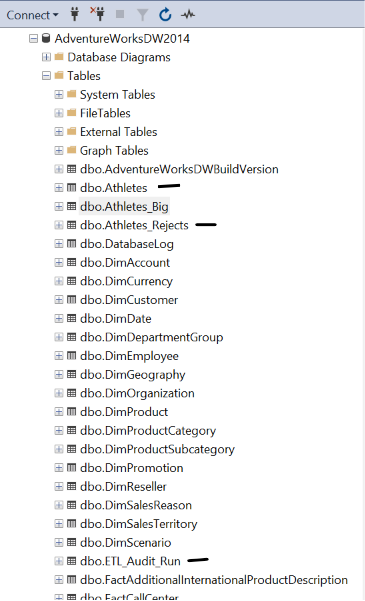 Connect
AdventureWorksDW2014
Database Diagrams
Tables
System Tables
FileTables
External Tables
Graph Tables
dbo.AdventureWorksDWBuildVersion
dbo.Athletes
dbo.Athletes_Big
dbo.Athletes_Rejects
dbo.DatabaseLog
dbo.DimAccount
dbo.DimCurrency
dbo.DimCustomer
dbo.DimDate
dbo.DimDepartmentGroup
dbo.DimEmployee
dbo.DimGeography
dbo.DimOrganization
dbo.DimProduct
dbo.DimProductCategory
dbo.DimProductSubcategory
dbo.DimPromotion
dbo.DimReseller
dbo.DimSalesReason
dbo.DimSalesTerritory
dbo.DimScenario
dbo.ETL_Audit_Run
dbo.FactAdditionalInternationalProductDescription
dbo.FactCallCenter